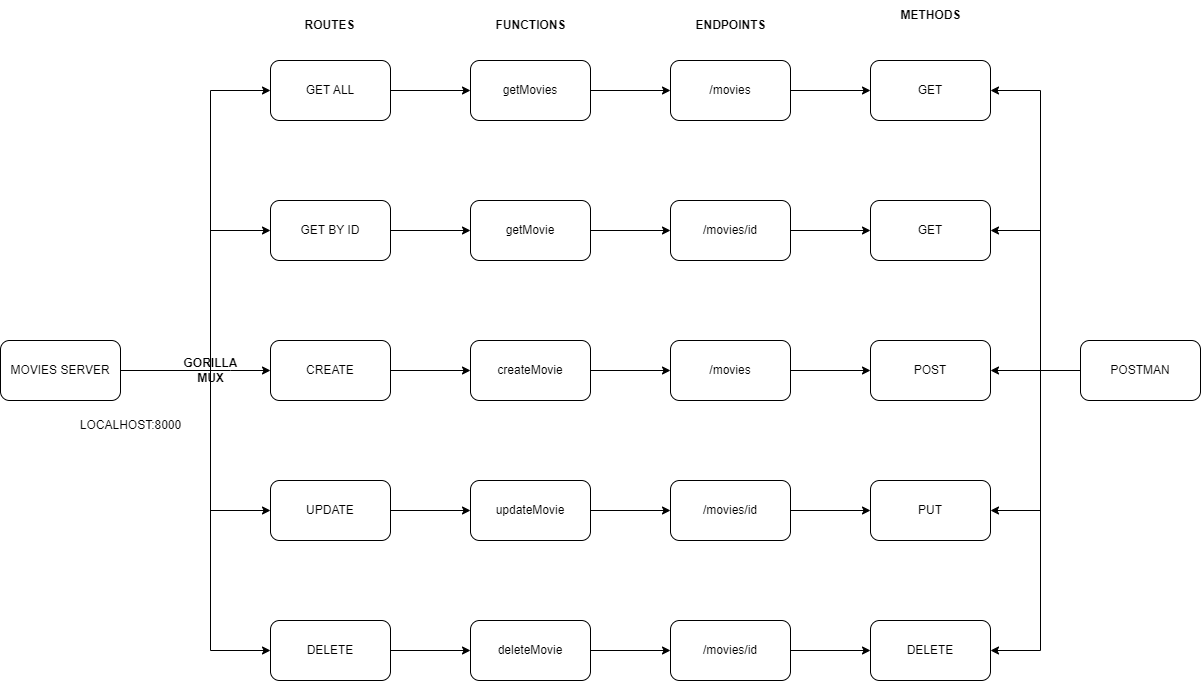 ROUTES
FUNCTIONS
ENDPOINTS
METHODS
GET ALL
getMovies
/movies
GET
GET BY ID
getMovie
/movies/id
GET
MOVIES SERVER
GORILLA
MUX
LOCALHOST:8000
CREATE
createMovie
/movies
POST
POSTMAN
UPDATE
updateMovie
/movies/id
PUT
DELETE
deleteMovie
/movies/id
DELETE